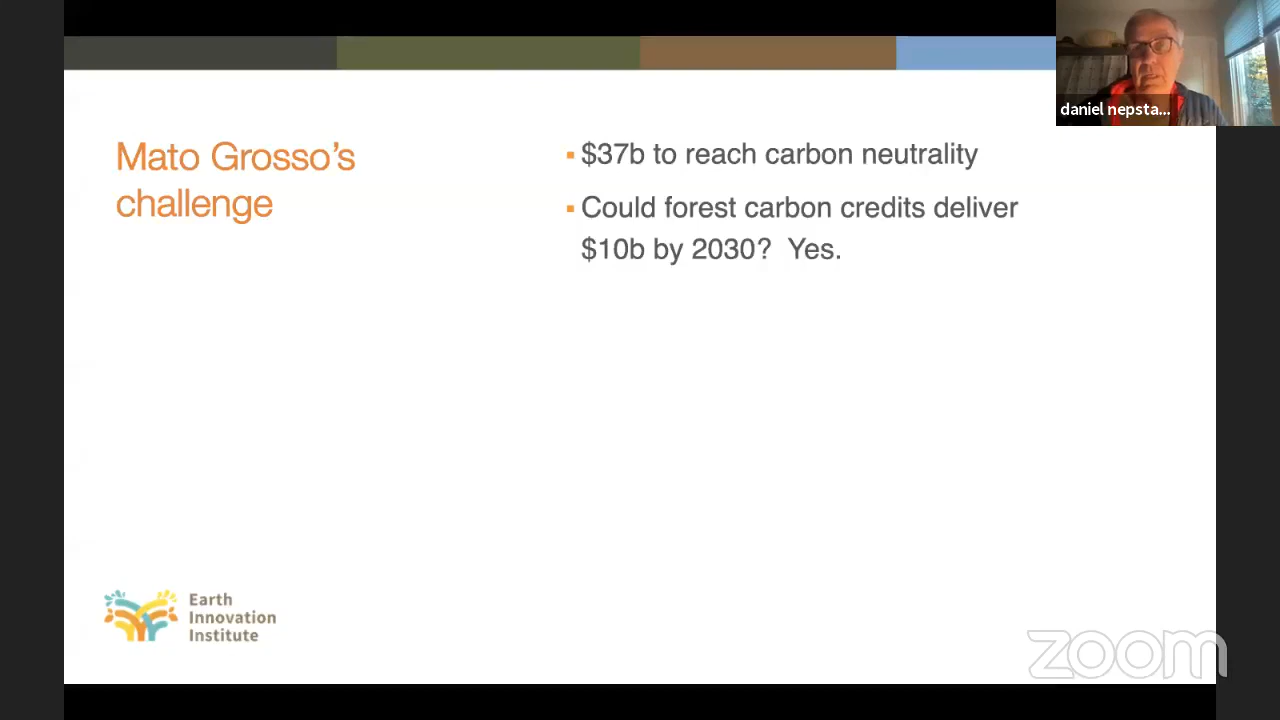 daniel nepsta...
Mato Grosso's
challenge
▪ $37b to reach carbon neutrality
▪ Could forest carbon credits deliver
$10b by 2030?  Yes.
Earth
Innovation
Institute
zoom